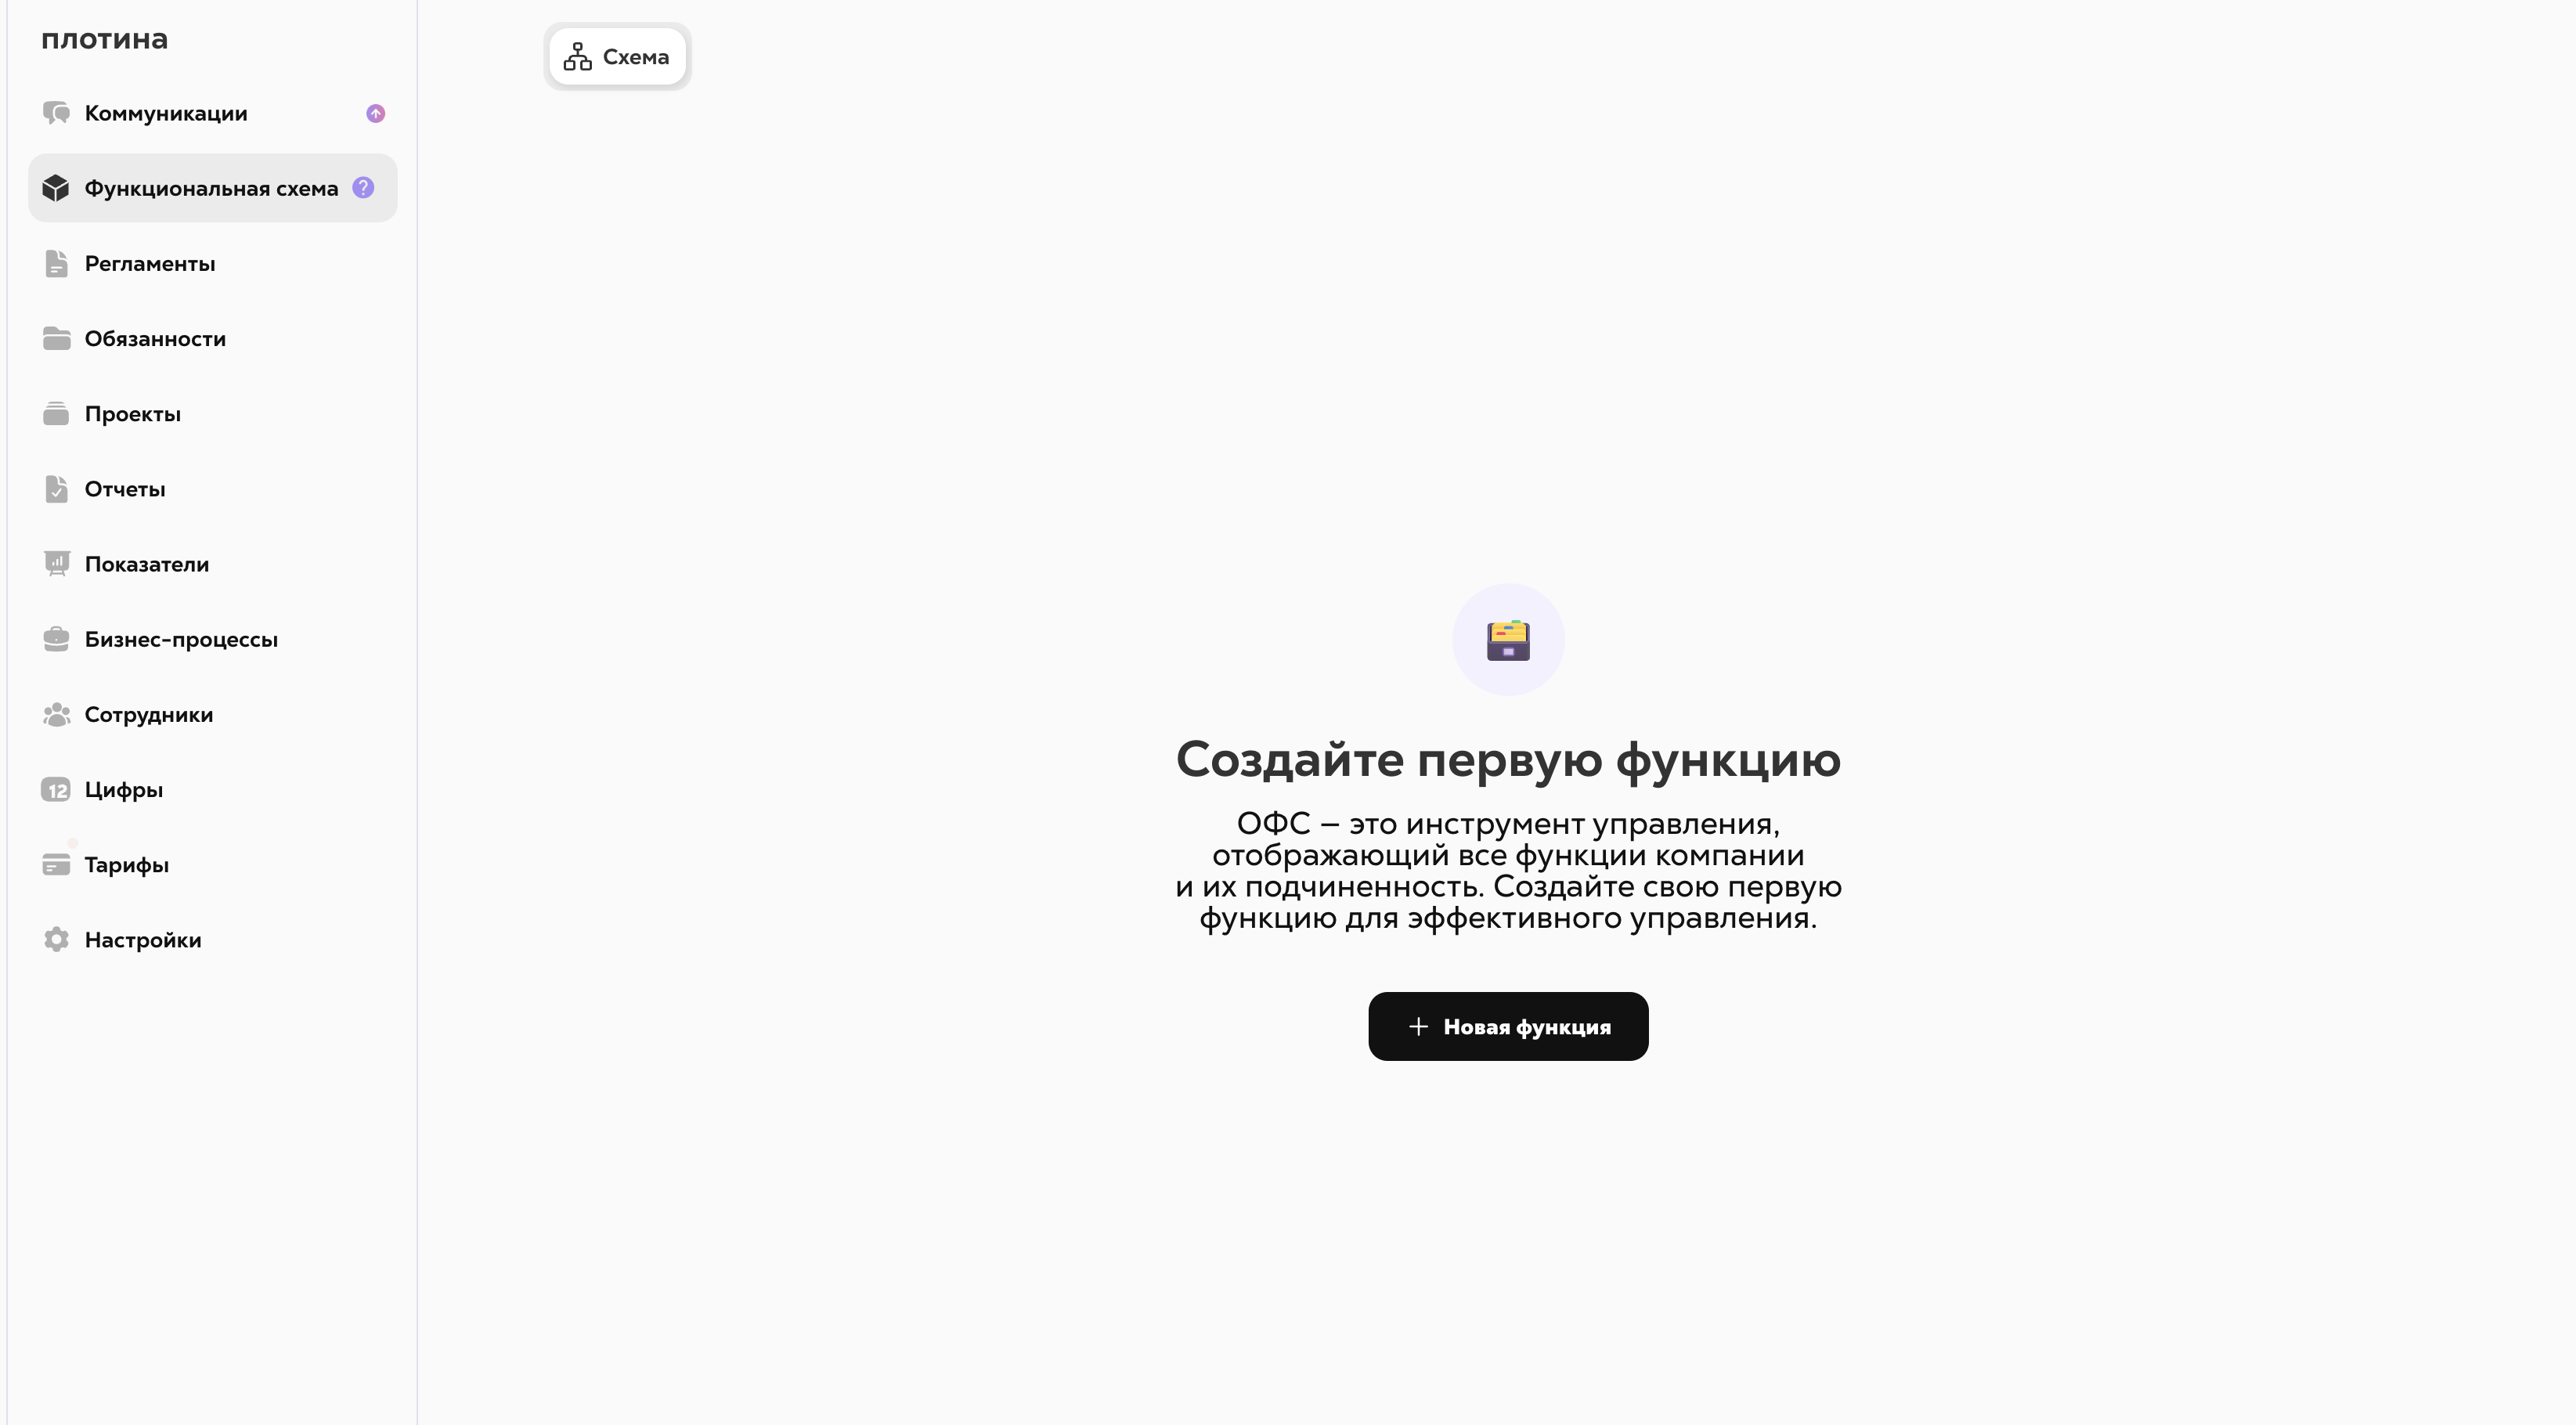 плотина
Коммуникации
Функциональная схема ?
Регламенты
Обязанности
Проекты
Отчеты
Показатели
Бизнес-процессы
Сотрудники
12 Цифры
Тарифы
Настройки
Схема
Создайте первую функцию
ОФС – это инструмент управления,
отображающий все функции компании
и их подчиненность. Создайте свою первую
функцию для эффективного управления.
+ Новая функция